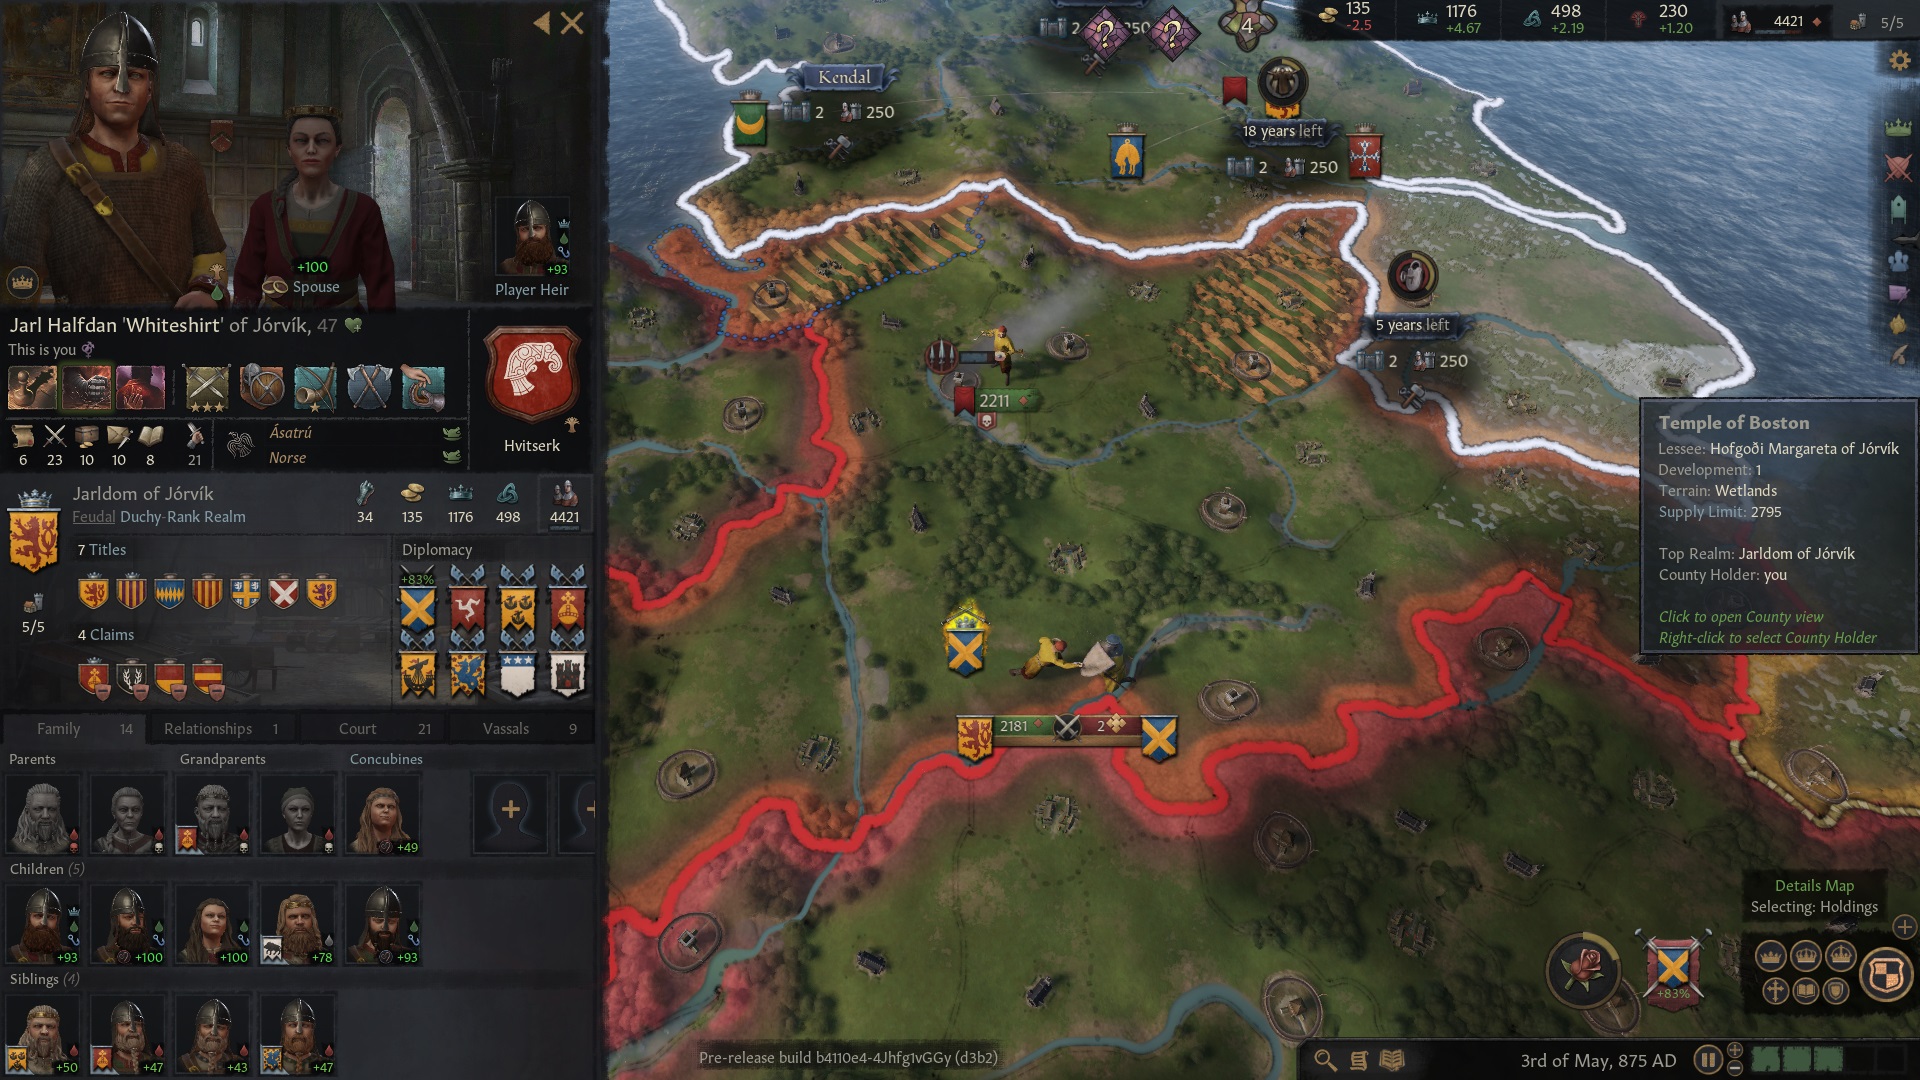 +100
Spouse
+93
Player Heir
Jarl Halfdan 'Whiteshirt' of Jórvík, 47
This is you
6
23
10
10
8
21
Ásatrú
Norse
Hvitserk
Jarldom of Jórvík
Feudal Duchy-Rank Realm
34
135
1176
498
4421
7 Titles
5/5
4 Claims
Diplomacy
+83%
Family 14
Relationships 1
Court 21
Vassals 9
Parents
Grandparents
Concubines
+49
Children (5)
+93
+100
+100
+78
+93
Siblings (4)
+50
+47
+43
+47
135
-2.5
1176
+4.67
498
+2.19
230
+1.20
4421
5/5
4
Kendal
2 250
18 years left
2 250
5 years left
2 250
2211
2181
2
Temple of Boston
Lessee: Hofgoði Margareta of Jórvík
Development: 1
Terrain: Wetlands
Supply Limit: 2795
Top Realm: Jarldom of Jórvík
County Holder: you
Click to open County view
Right-click to select County Holder
Details Map
Selecting: Holdings
+83%
Pre-release build b4110e4-4Jhfg1vGGy (d3b2)
3rd of May, 875 AD